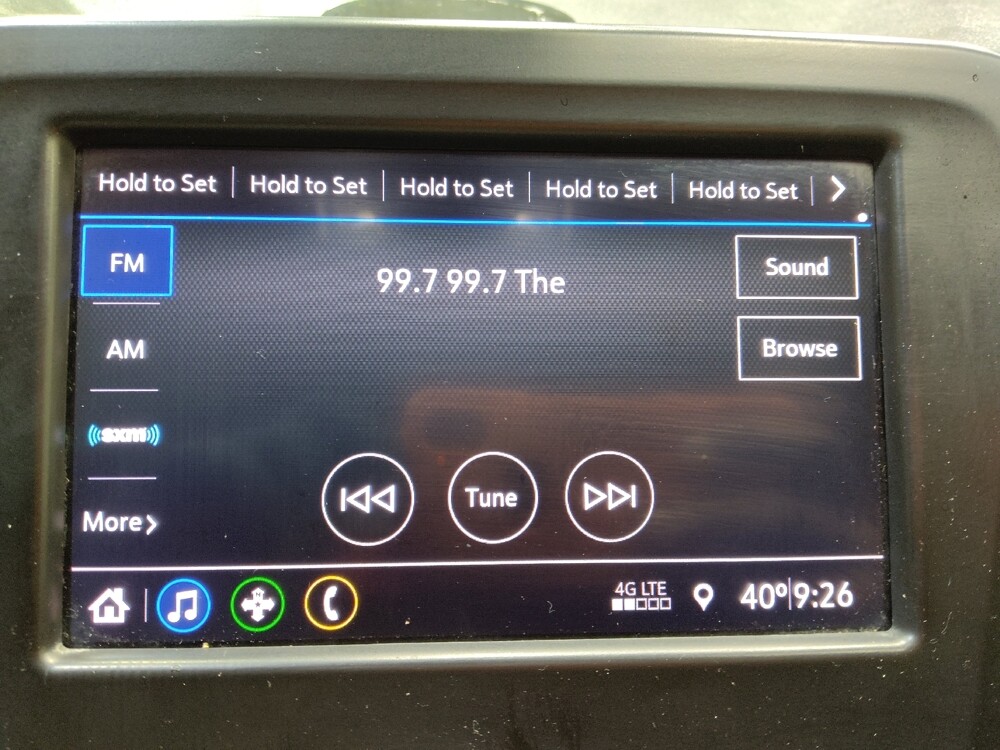 Hold to Set Hold to Set Hold to Set Hold to Set Hold to Set
FM
99.7 99.7 The
Sound
AM
Browse
sxm
More
Tune
4G LTE
40° 9:26